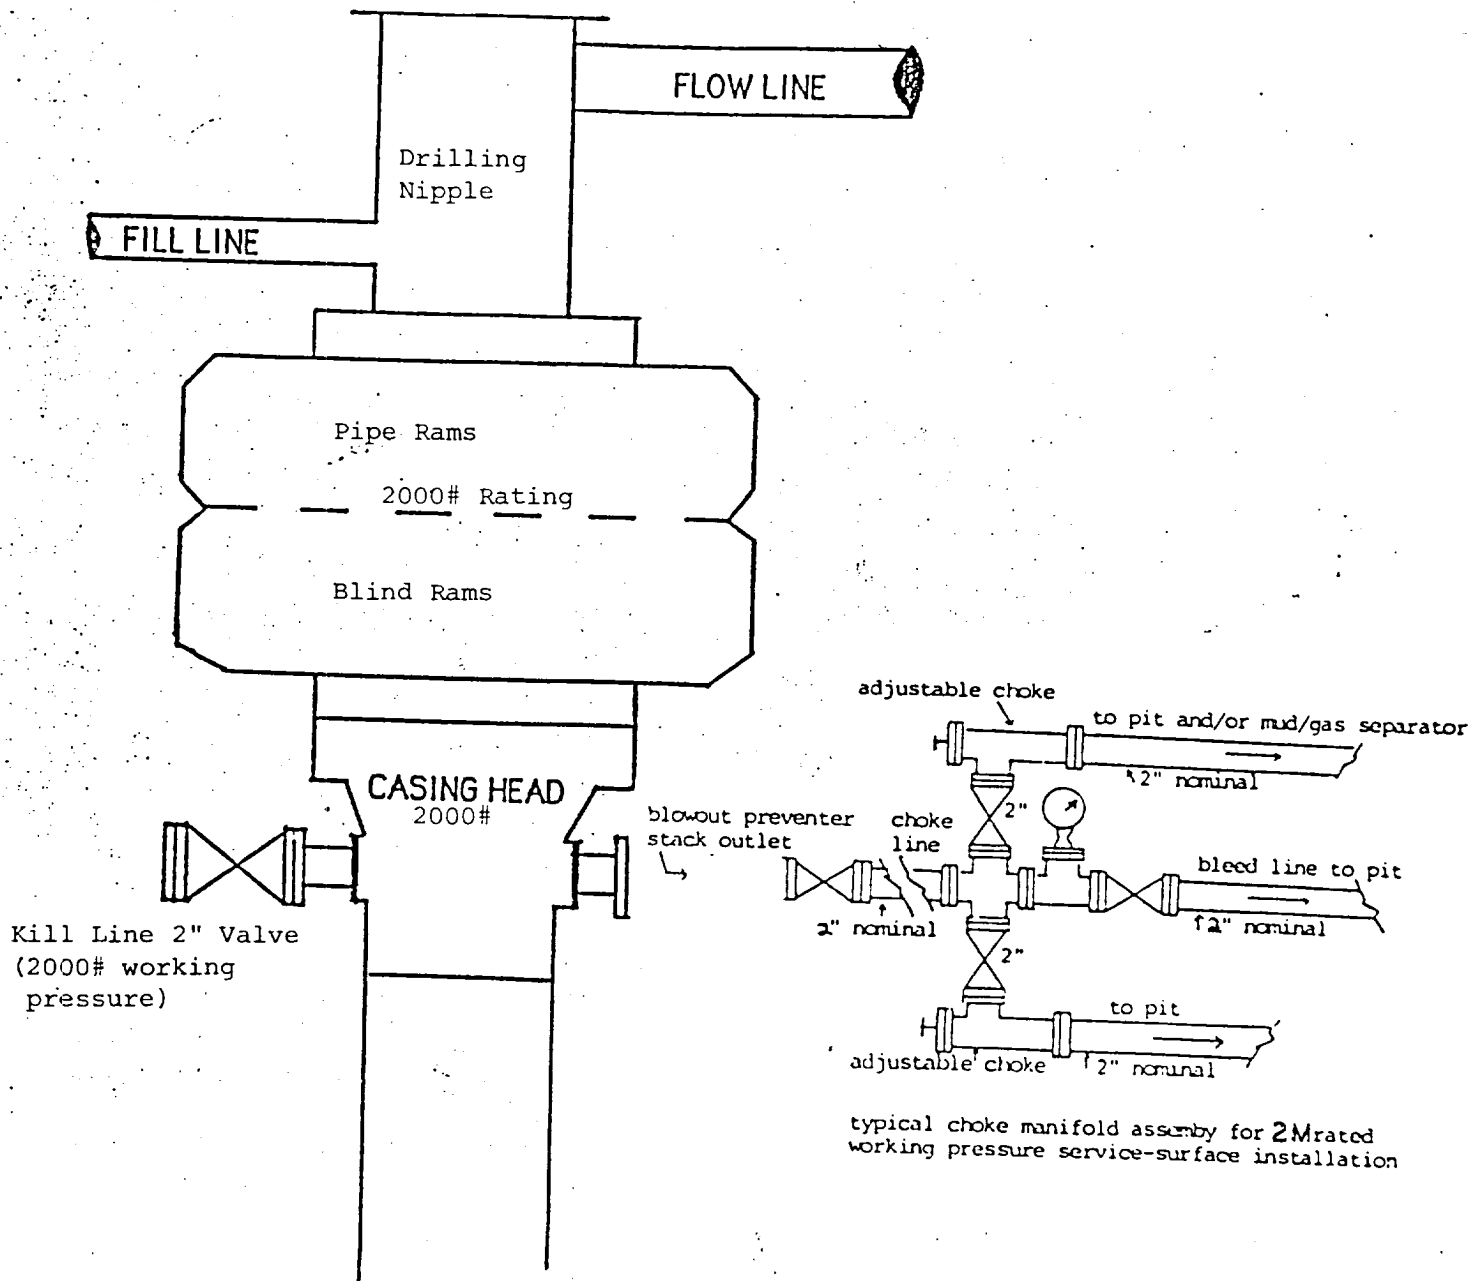 FLOW LINE
Drilling
Nipple
FILL LINE
Pipe Rams
2000# Rating
Blind Rams
CASING HEAD
2000#
Kill Line 2" Valve
(2000# working
pressure)
blowout preventer
stack outlet
choke
line
2" nominal
adjustable choke
to pit and/or mud/gas separator
2" nominal
2"
bleed line to pit
2" nominal
2"
to pit
adjustable choke
2" nominal
typical choke manifold assemby for 2M rated
working pressure service-surface installation